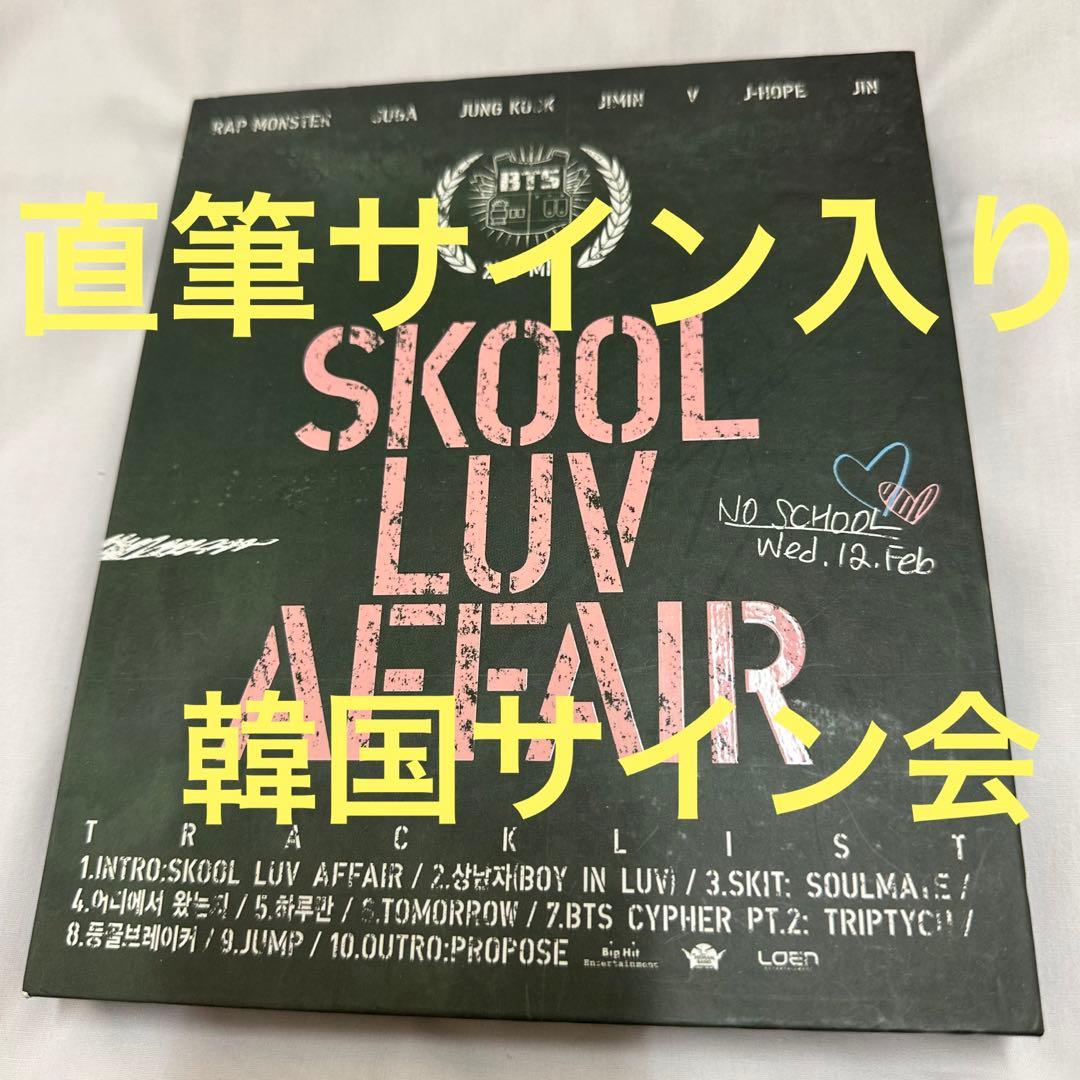 RAP MONSTER SUGA JUNG KOOK JIMIN V J-HOPE JIN
BTS
直筆サイン入り
SKOOL
LUV
NO SCHOOL
Wed.12.Feb
AFFAIR
韓国サイン会
TRACKLIST
1.INTRO:SKOOL LUV AFFAIR / 2.상남자(BOY IN LUV) / 3.SKIT: SOULMATE /
4.어디에서 왔는지 / 5.하루만 / 6.TOMORROW / 7.BTS CYPHER PT.2: TRIPTYCH /
8.등골브레이커 / 9.JUMP / 10.OUTRO:PROPOSE
Big Hit
Entertainment
LOEN
ENTERTAINMENT